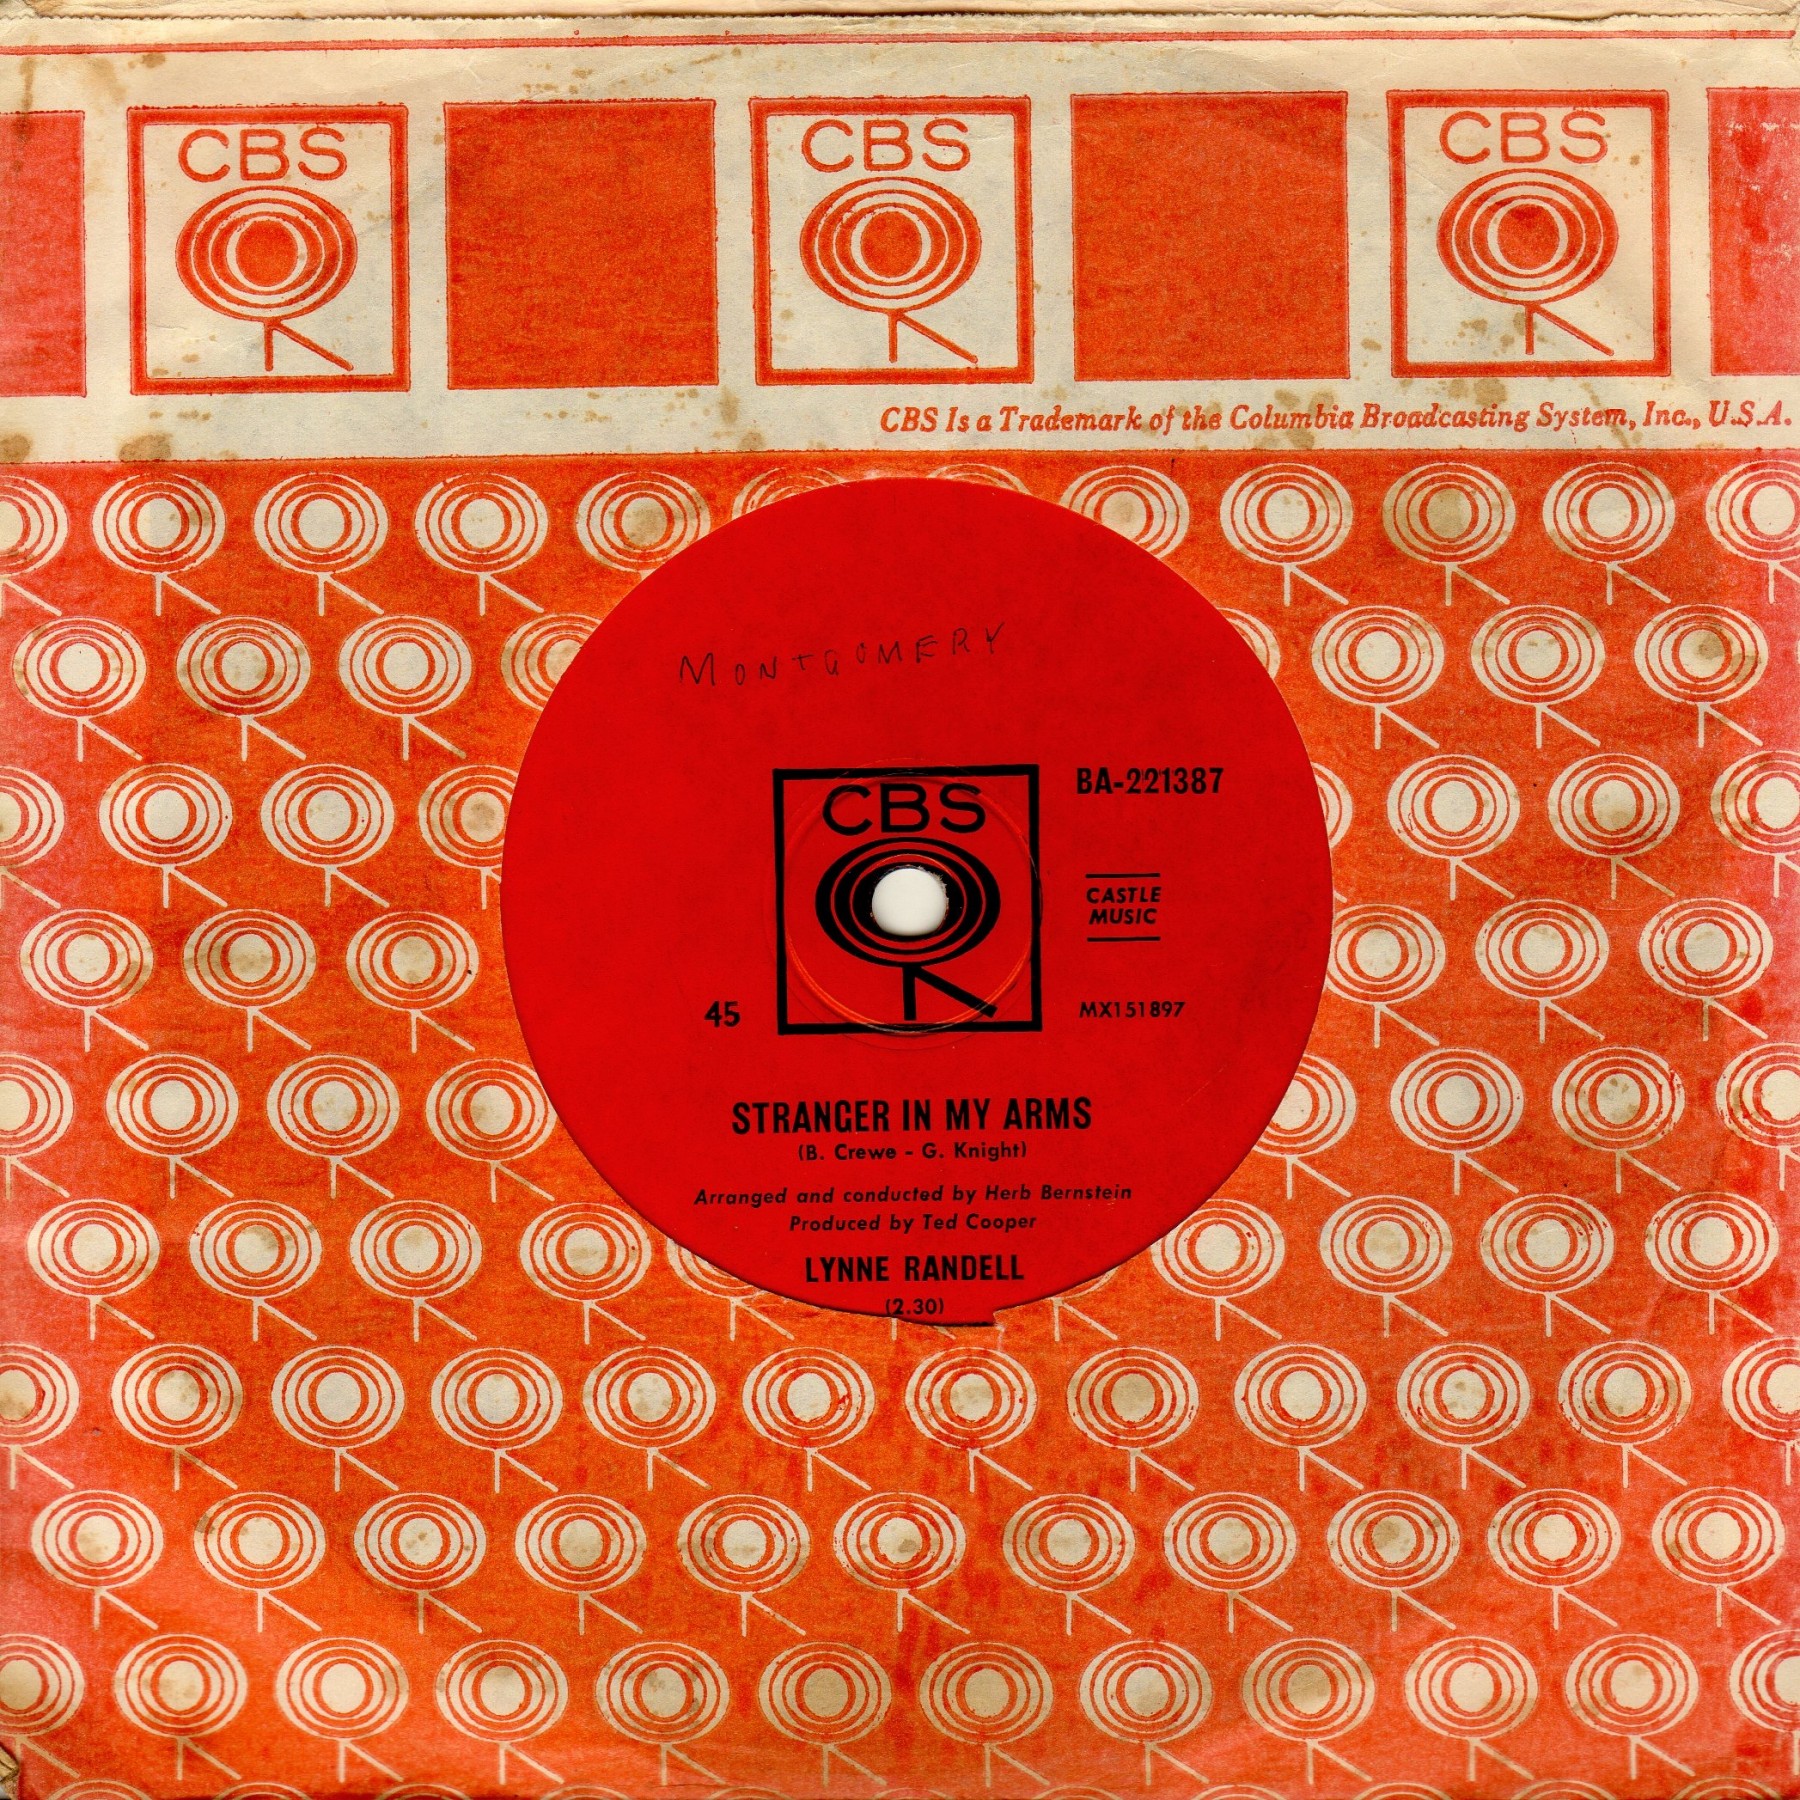 CBS CBS CBS
CBS Is a Trademark of the Columbia Broadcasting System, Inc., U.S.A.
MONTGOMERY
BA-221387
CBS
CASTLE
MUSIC
45
MX151897
STRANGER IN MY ARMS
(B. Crewe - G. Knight)
Arranged and conducted by Herb Bernstein
Produced by Ted Cooper
LYNNE RANDELL
(2.30)